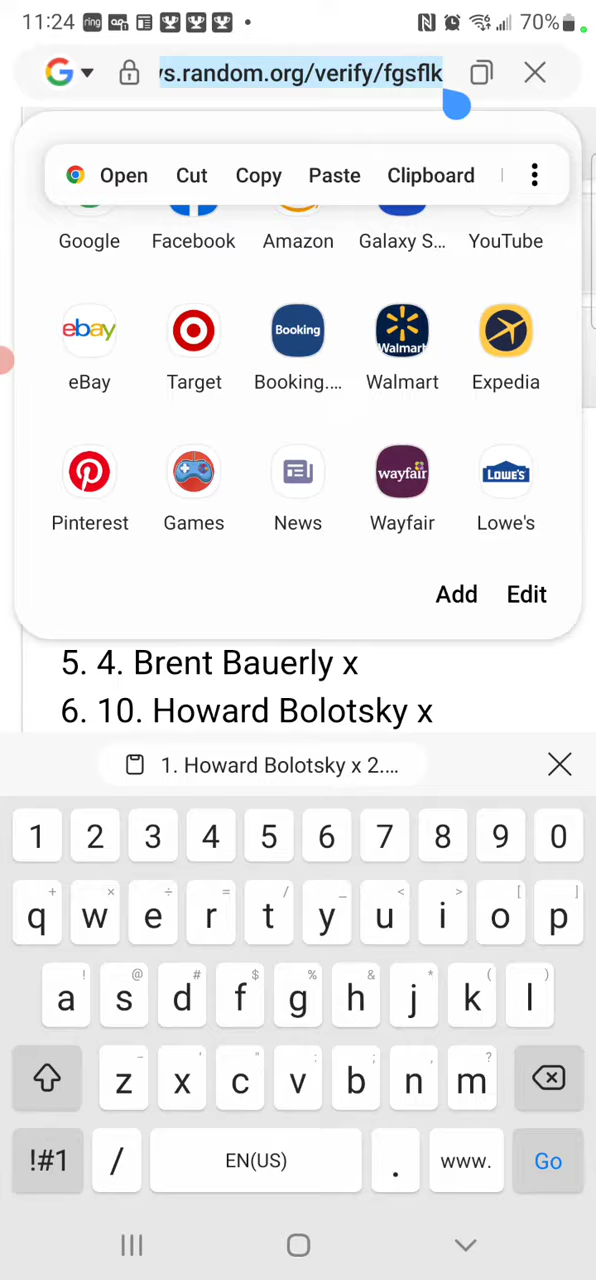 11:24 ring 70%
/s.random.org/verify/fgsflk
Open Cut Copy Paste Clipboard
Google Facebook Amazon Galaxy S... YouTube
ebay Booking Walmart
eBay Target Booking.... Walmart Expedia
wayfair LOWE'S
Pinterest Games News Wayfair Lowe's
Add Edit
5. 4. Brent Bauerly x
6. 10. Howard Bolotsky x
1. Howard Bolotsky x 2....
1 2 3 4 5 6 7 8 9 0
+ × ÷ = / _ < > [ ]
q w e r t y u i o p
! @ # $ % & * ( )
a s d f g h j k l
- ' " : ; , ?
z x c v b n m
!#1 / EN(US) . www. Go